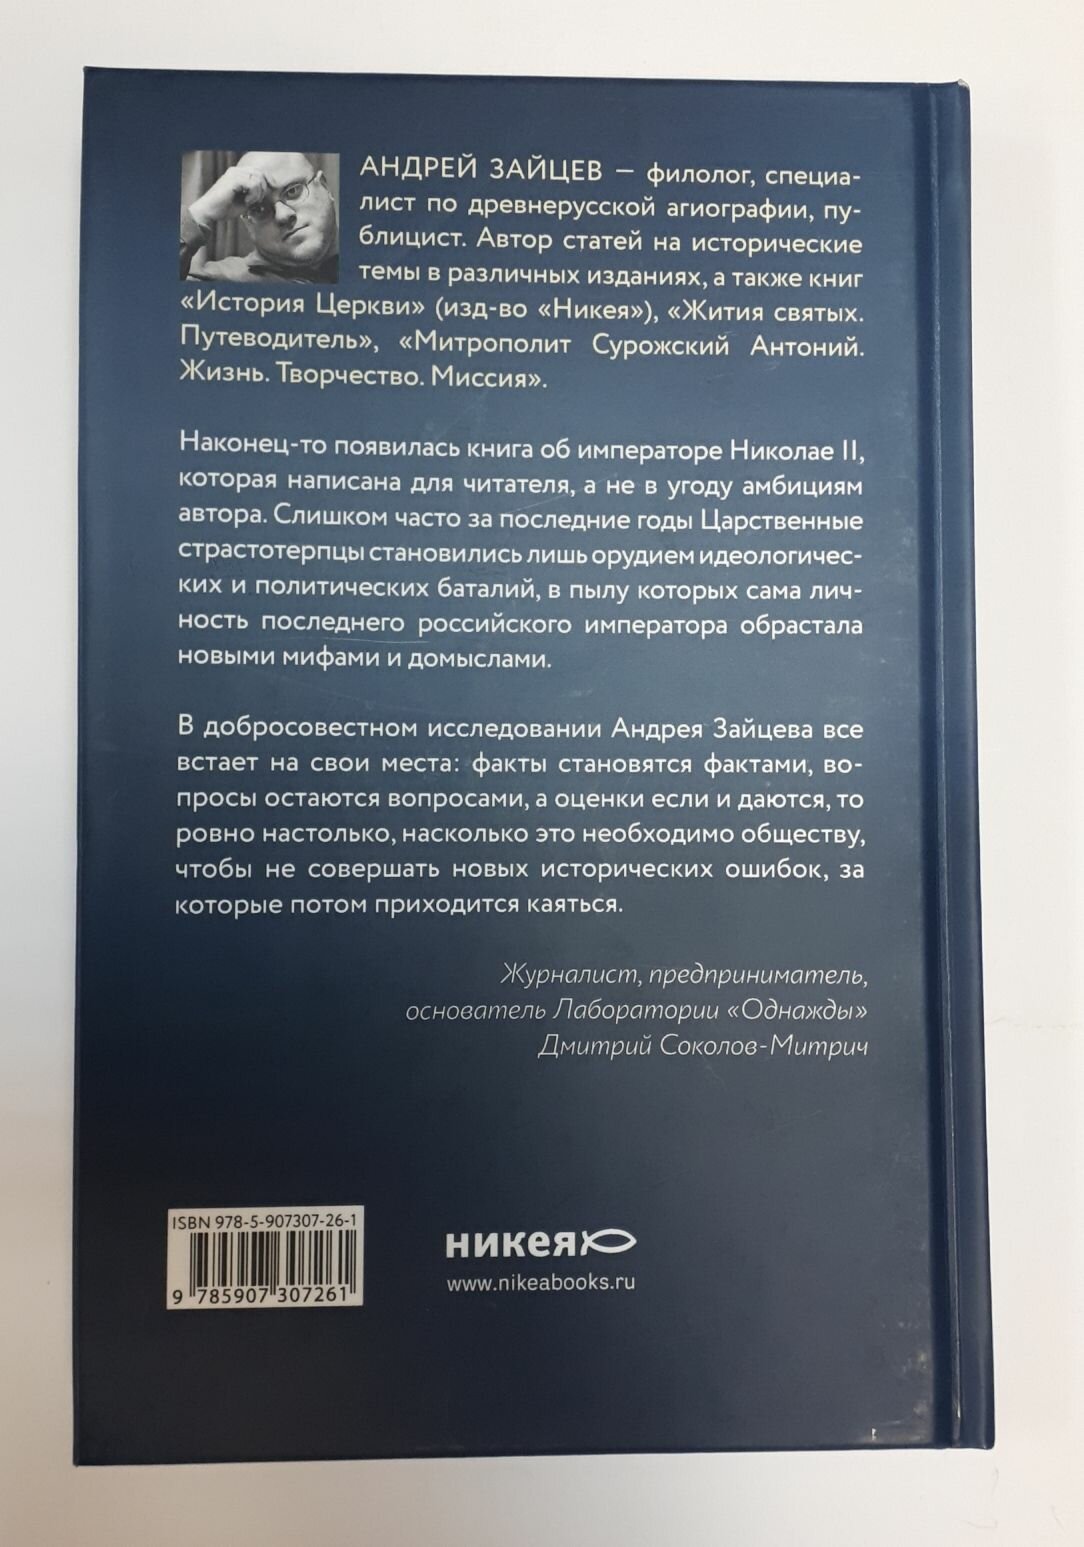 АНДРЕЙ ЗАЙЦЕВ — филолог, специа-
лист по древнерусской агиографии, пу-
блицист. Автор статей на исторические
темы в различных изданиях, а также книг
«История Церкви» (изд-во «Никея»), «Жития святых.
Путеводитель», «Митрополит Сурожский Антоний.
Жизнь. Творчество. Миссия».
Наконец-то появилась книга об императоре Николае II,
которая написана для читателя, а не в угоду амбициям
автора. Слишком часто за последние годы Царственные
страстотерпцы становились лишь орудием идеологичес-
ких и политических баталий, в пылу которых сама лич-
ность последнего российского императора обрастала
новыми мифами и домыслами.
В добросовестном исследовании Андрея Зайцева все
встает на свои места: факты становятся фактами, во-
просы остаются вопросами, а оценки если и даются, то
ровно настолько, насколько это необходимо обществу,
чтобы не совершать новых исторических ошибок, за
которые потом приходится каяться.
Журналист, предприниматель,
основатель Лаборатории «Однажды»
Дмитрий Соколов-Митрич
ISBN 978-5-907307-26-1
9 785907 307261
никея
www.nikeabooks.ru